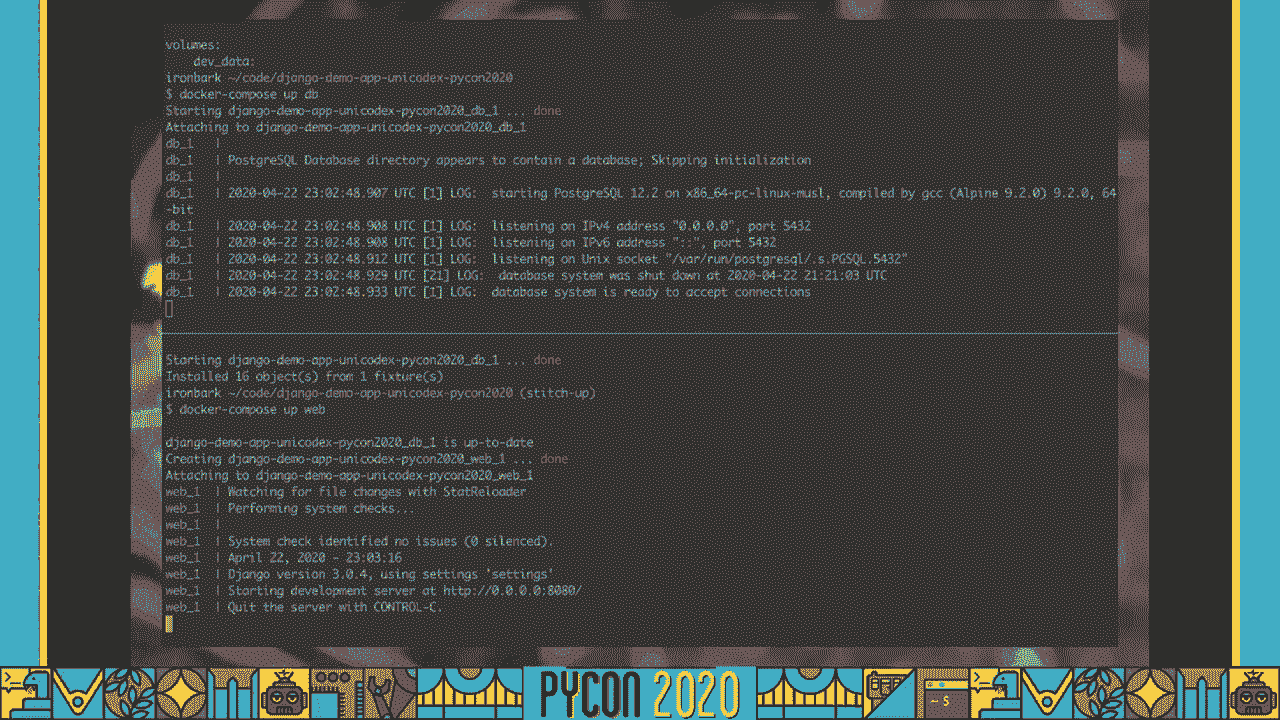 volumes:
dev_data:
ironbark ~/code/django-demo-app-unicodex-pycon2020
$ docker-compose up db
Starting django-demo-app-unicodex-pycon2020_db_1 ... done
Attaching to django-demo-app-unicodex-pycon2020_db_1
db_1 |
db_1 | PostgreSQL Database directory appears to contain a database; Skipping initialization
db_1 |
db_1 | 2020-04-22 23:02:48.907 UTC [1] LOG: starting PostgreSQL 12.2 on x86_64-pc-linux-musl, compiled by gcc (Alpine 9.2.0) 9.2.0, 64
-bit
db_1 | 2020-04-22 23:02:48.908 UTC [1] LOG: listening on IPv4 address "0.0.0.0", port 5432
db_1 | 2020-04-22 23:02:48.908 UTC [1] LOG: listening on IPv6 address "::", port 5432
db_1 | 2020-04-22 23:02:48.912 UTC [1] LOG: listening on Unix socket "/var/run/postgresql/.s.PGSQL.5432"
db_1 | 2020-04-22 23:02:48.929 UTC [21] LOG: database system was shut down at 2020-04-22 21:21:03 UTC
db_1 | 2020-04-22 23:02:48.933 UTC [1] LOG: database system is ready to accept connections
Starting django-demo-app-unicodex-pycon2020_db_1 ... done
Installed 16 object(s) from 1 fixture(s)
ironbark ~/code/django-demo-app-unicodex-pycon2020 (stitch-up)
$ docker-compose up web
django-demo-app-unicodex-pycon2020_db_1 is up-to-date
Creating django-demo-app-unicodex-pycon2020_web_1 ... done
Attaching to django-demo-app-unicodex-pycon2020_web_1
web_1 | Watching for file changes with StatReloader
web_1 | Performing system checks...
web_1 |
web_1 | System check identified no issues (0 silenced).
web_1 | April 22, 2020 - 23:03:16
web_1 | Django version 3.0.4, using settings 'settings'
web_1 | Starting development server at http://0.0.0.0:8080/
web_1 | Quit the server with CONTROL-C.
PYCON 2020
~ $